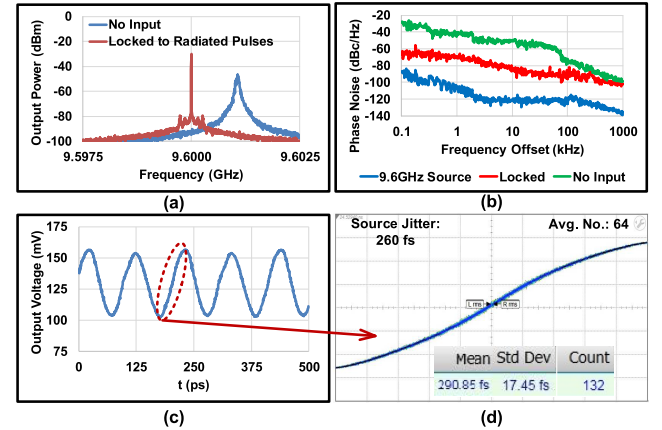 No Input
Locked to Radiated Pulses
Output Power (dBm)
0
-20
-40
-60
-80
-100
9.5975
9.6000
9.6025
Frequency (GHz)
(a)
Phase Noise (dBc/Hz)
-20
-40
-60
-80
-100
-120
-140
0.1
1
10
100
1000
Frequency Offset (kHz)
9.6GHz Source
Locked
No Input
(b)
Output Voltage (mV)
175
150
125
100
75
0
125
250
375
500
t (ps)
(c)
Source Jitter:
260 fs
Avg. No.: 64
L rms
R rms
Mean Std Dev Count
290.85 fs 17.45 fs 132
(d)